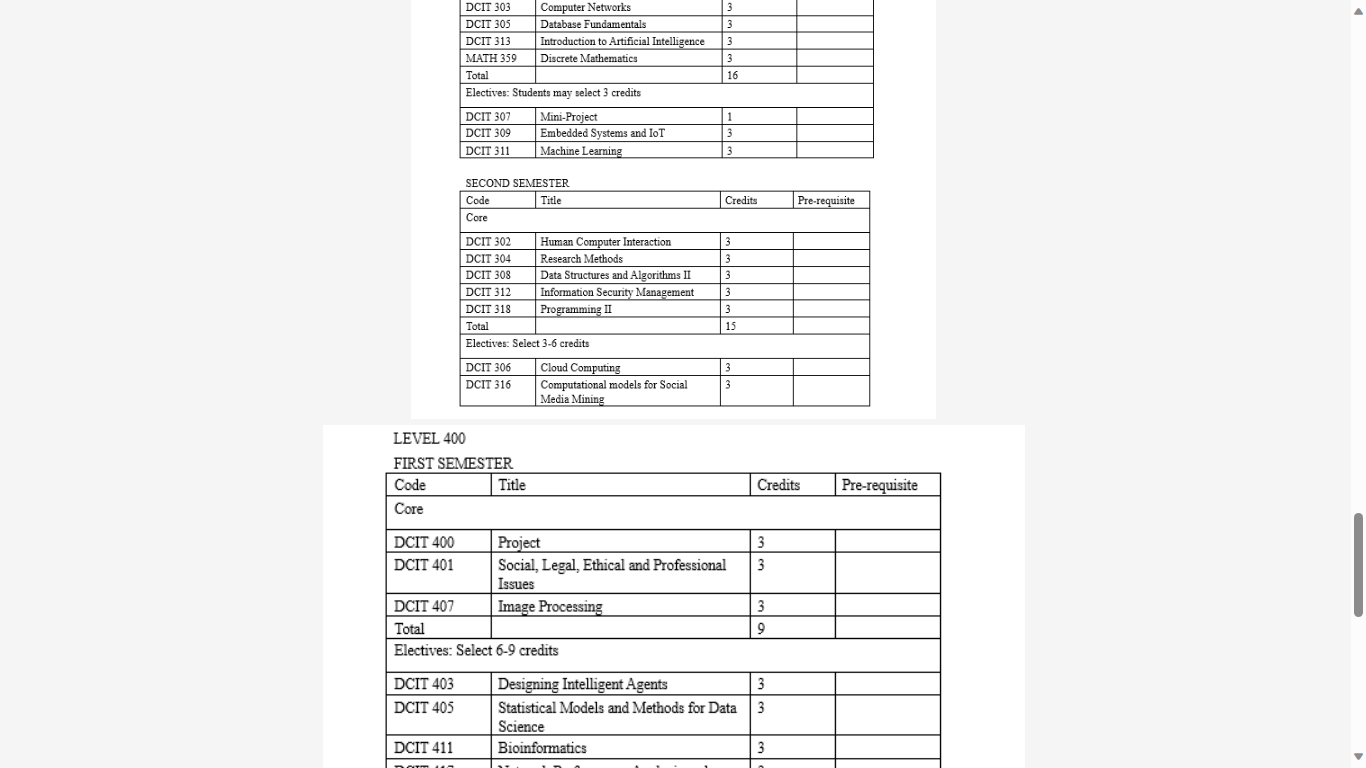 DCIT 303 Computer Networks 3
DCIT 305 Database Fundamentals 3
DCIT 313 Introduction to Artificial Intelligence 3
MATH 359 Discrete Mathematics 3
Total 16
Electives: Students may select 3 credits
DCIT 307 Mini-Project 1
DCIT 309 Embedded Systems and IoT 3
DCIT 311 Machine Learning 3
SECOND SEMESTER
Code Title Credits Pre-requisite
Core
DCIT 302 Human Computer Interaction 3
DCIT 304 Research Methods 3
DCIT 308 Data Structures and Algorithms II 3
DCIT 312 Information Security Management 3
DCIT 318 Programming II 3
Total 15
Electives: Select 3-6 credits
DCIT 306 Cloud Computing 3
DCIT 316 Computational models for Social 3
Media Mining
LEVEL 400
FIRST SEMESTER
Code Title Credits Pre-requisite
Core
DCIT 400 Project 3
DCIT 401 Social, Legal, Ethical and Professional 3
Issues
DCIT 407 Image Processing 3
Total 9
Electives: Select 6-9 credits
DCIT 403 Designing Intelligent Agents 3
DCIT 405 Statistical Models and Methods for Data 3
Science
DCIT 411 Bioinformatics 3